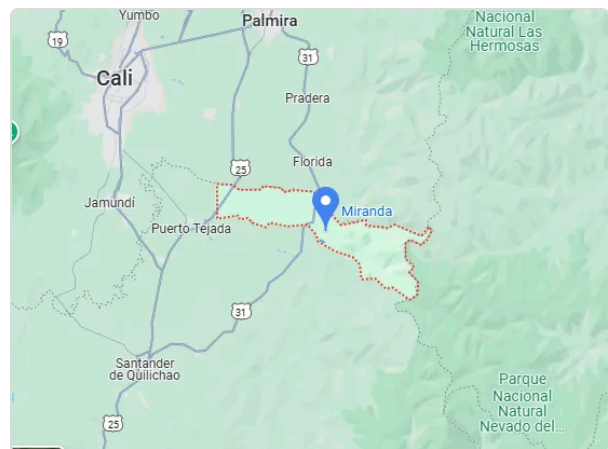 Yumbo
Palmira
Nacional
Natural Las
Hermosas
19
31
Cali
Pradera
Florida
25
Miranda
Jamundí
Puerto Tejada
31
Santander
de Quilichao
Parque
Nacional
Natural
Nevado del...
25